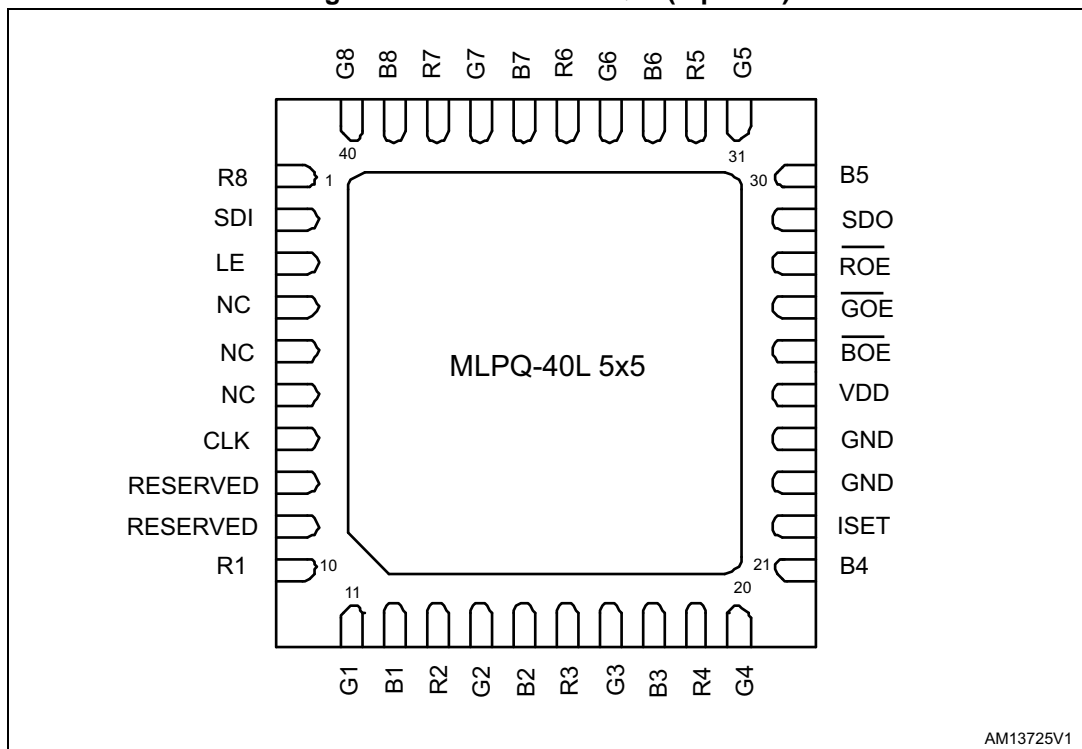 G8 B8 R7 G7 B7 R6 G6 B6 R5 G5
40 31
R8 1 30 B5
SDI SDO
LE ROE
NC GOE
NC BOE
MLPQ-40L 5x5
NC VDD
CLK GND
RESERVED GND
RESERVED ISET
R1 10 21 B4
11 20
G1 B1 R2 G2 B2 R3 G3 B3 R4 G4
AM13725V1